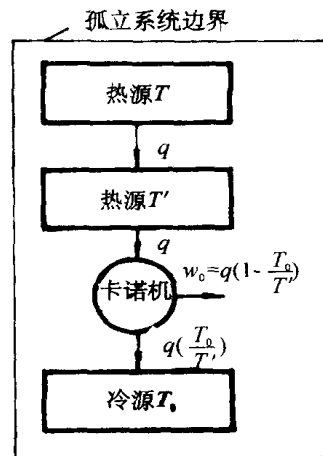 孤立系统边界
热源T
q
热源T'
q
卡诺机
w₀=q(1-T₀/T')
q(T₀/T')
冷源T₀